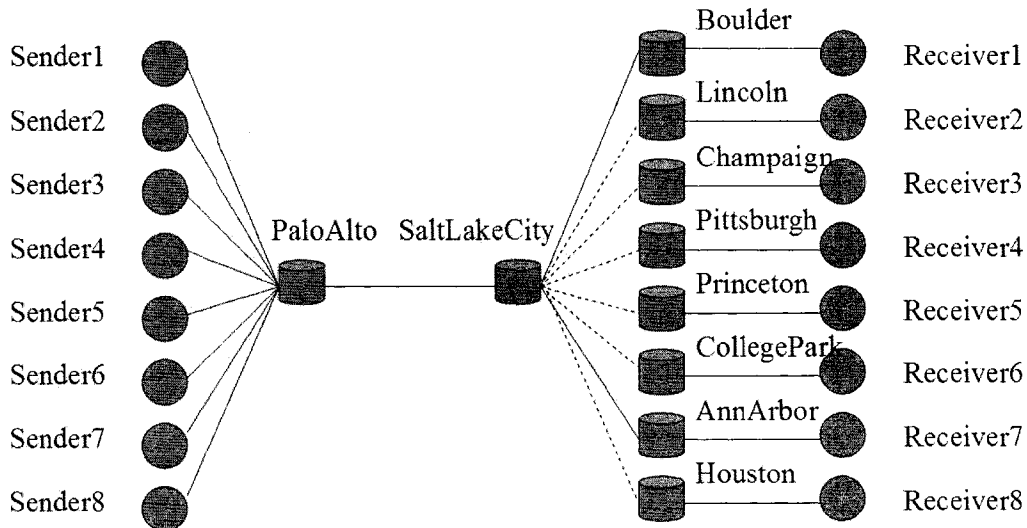 Boulder
Sender1
Receiver1
Lincoln
Sender2
Receiver2
Champaign
Sender3
Receiver3
Pittsburgh
Sender4
PaloAlto
SaltLakeCity
Receiver4
Princeton
Sender5
Receiver5
CollegePark
Sender6
Receiver6
AnnArbor
Sender7
Receiver7
Houston
Sender8
Receiver8